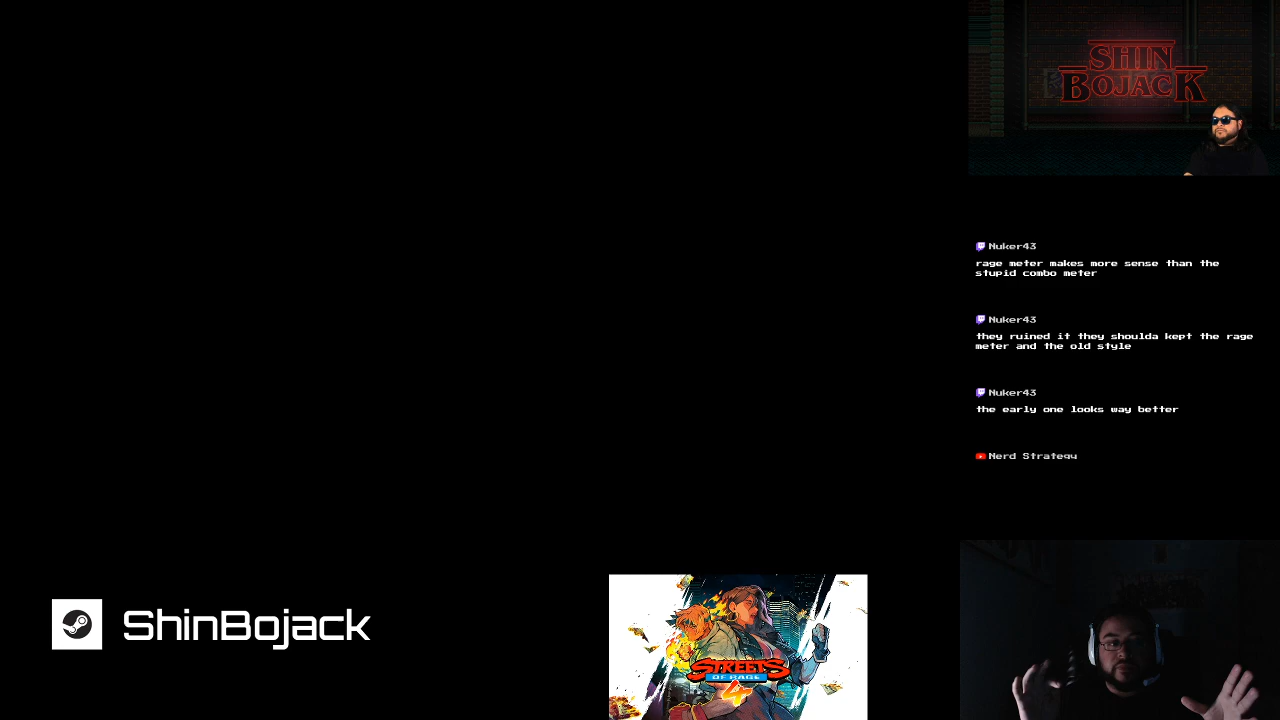 SHIN
BOJACK
Nuker43
rage meter makes more sense than the
stupid combo meter
Nuker43
they ruined it they shoulda kept the rage
meter and the old style
Nuker43
the early one looks way better
Nerd Strategy
ShinBojack
STREETS
OF RAGE
4